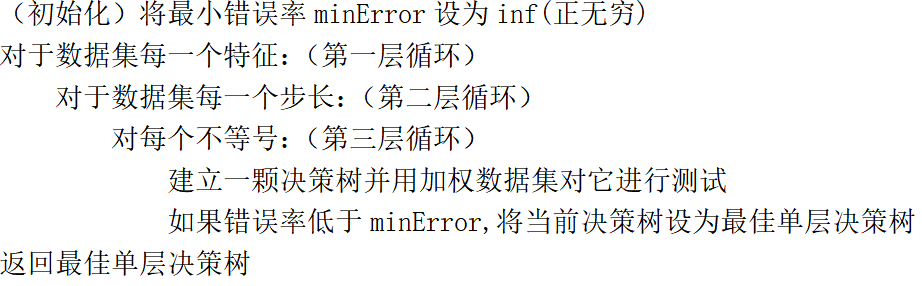 （初始化）将最小错误率 minError 设为 inf(正无穷)
对于数据集每一个特征：（第一层循环）
对于数据集每一个步长：（第二层循环）
对每个不等号：（第三层循环）
建立一颗决策树并用加权数据集对它进行测试
如果错误率低于 minError,将当前决策树设为最佳单层决策树
返回最佳单层决策树